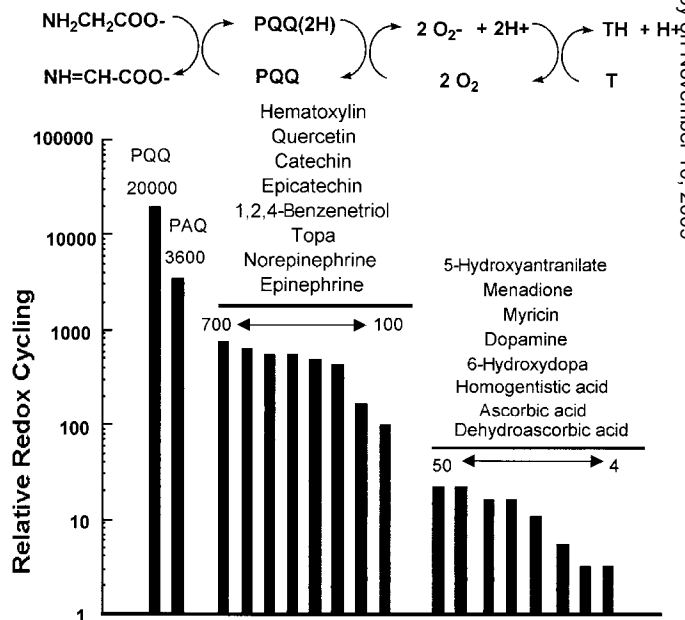 NH2CH2COO- PQQ(2H) 2 O2- + 2H+ TH + H+
NH=CH-COO- PQQ 2 O2 T
Hematoxylin
Quercetin
Catechin
Epicatechin
1,2,4-Benzenetriol
Topa
Norepinephrine
Epinephrine
700 100
PQQ
20000
PAQ
3600
5-Hydroxyantranilate
Menadione
Myricin
Dopamine
6-Hydroxydopa
Homogentistic acid
Ascorbic acid
Dehydroascorbic acid
50 4
Relative Redox Cycling
100000
10000
1000
100
10
1